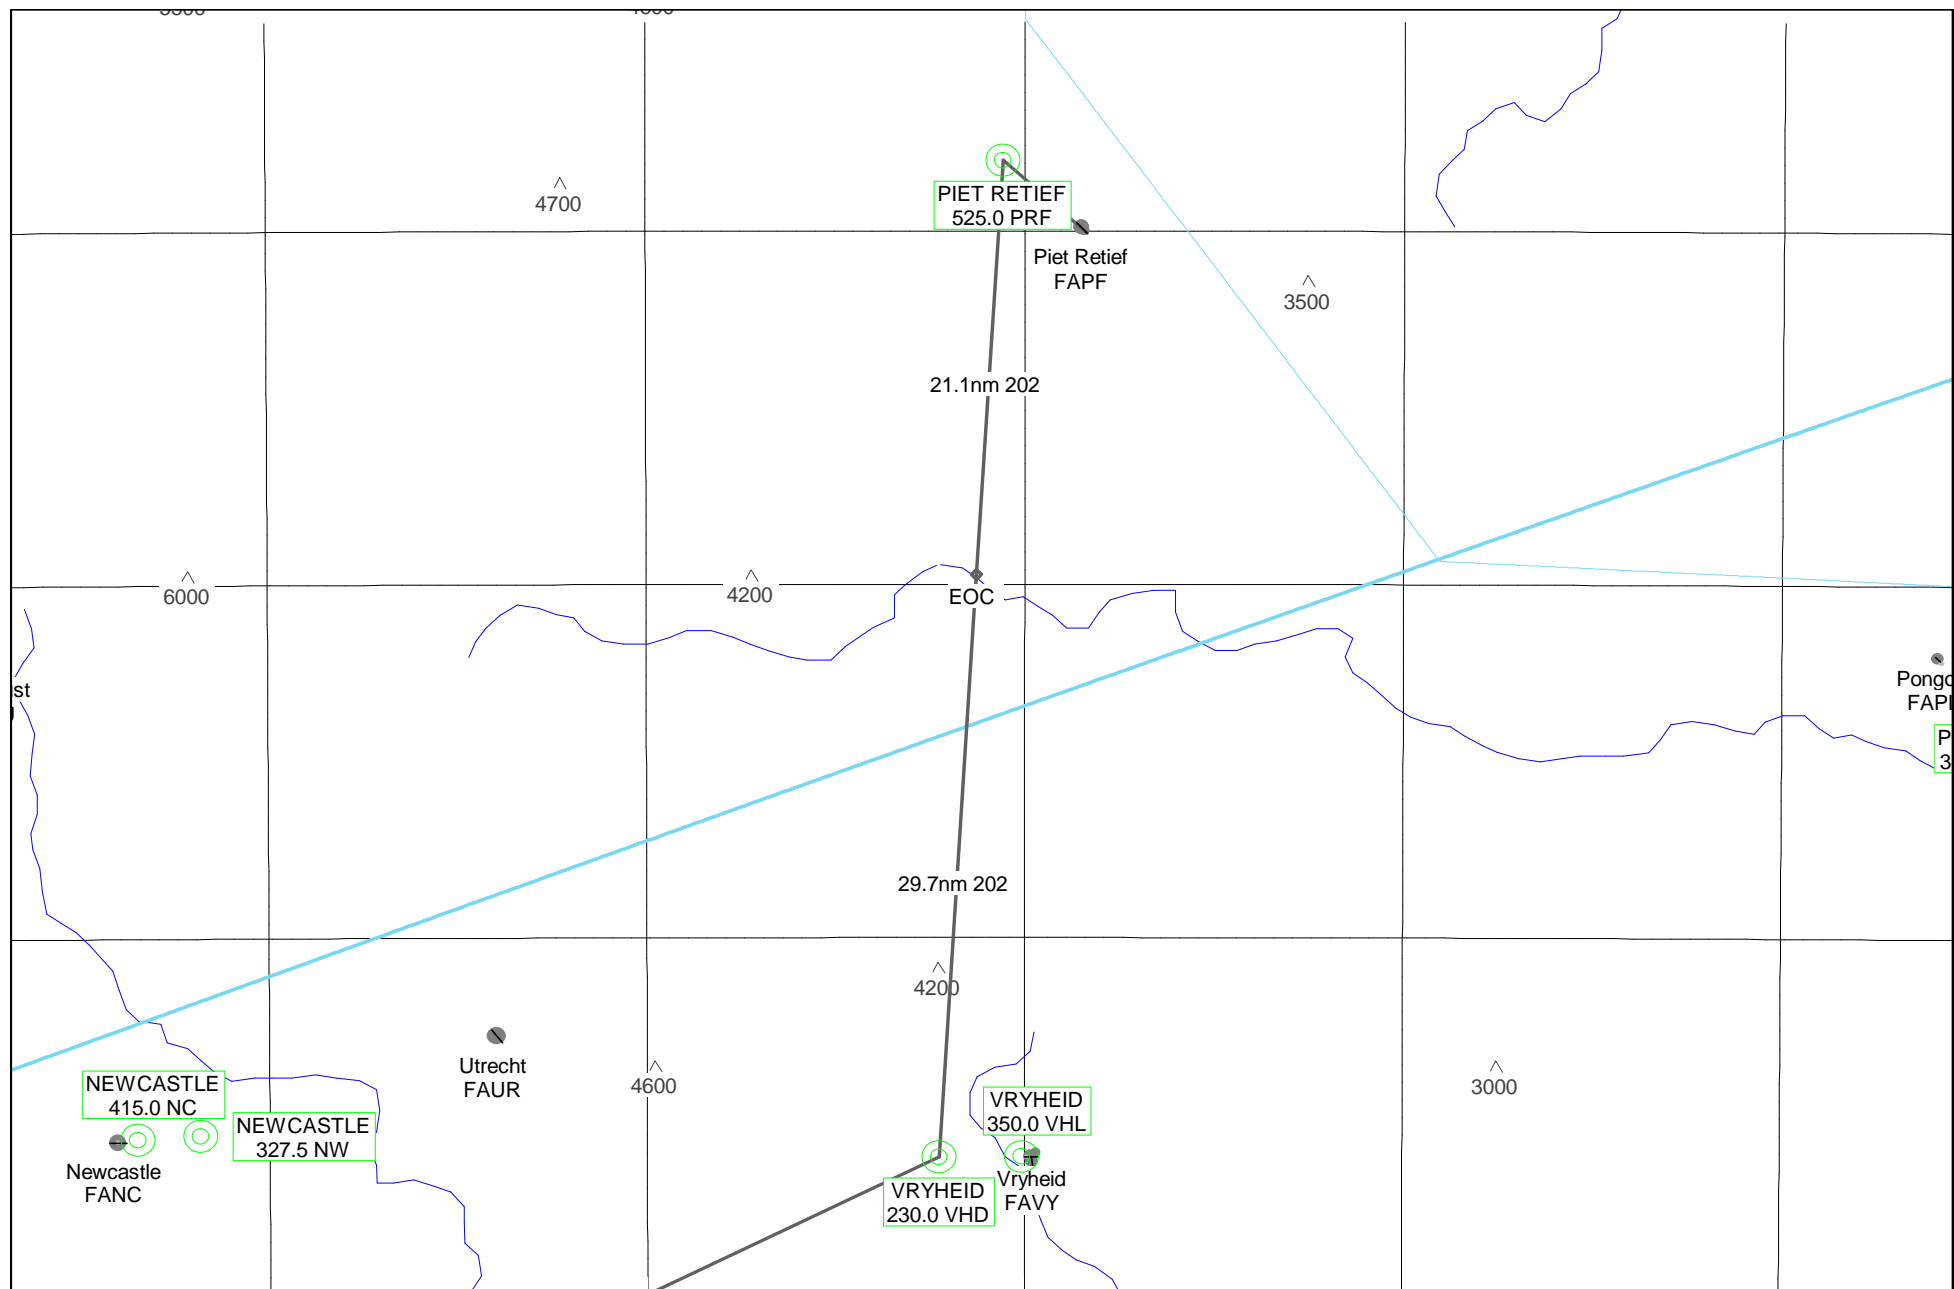 4700
PIET RETIEF
525.0 PRF
Piet Retief
FAPF
3500
21.1nm 202
6000
4200
EOC
st
Pongo
FAPL
P
3
29.7nm 202
4200
Utrecht
FAUR
4600
3000
NEWCASTLE
415.0 NC
NEWCASTLE
327.5 NW
Newcastle
FANC
VRYHEID
350.0 VHL
Vryheid
FAVY
VRYHEID
230.0 VHD